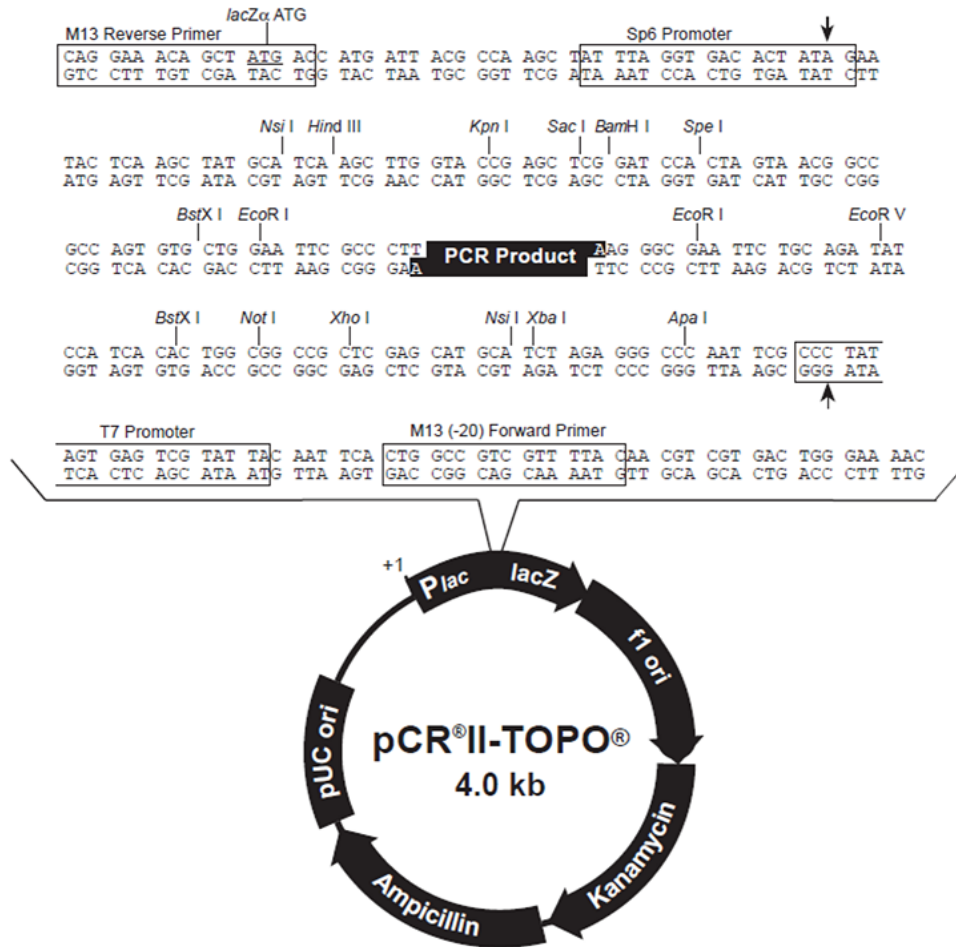 lacZα ATG
M13 Reverse Primer
Sp6 Promoter
CAG GAA ACA GCT ATG ACC ATG ATT ACG CCA AGC TAT TTA GGT GAC ACT ATA GAA
GTC CTT TGT CGA TAC TGG TAC TAA TGC GGT TCG ATA AAT CCA CTG TGA TAT CTT
Nsi I Hind III Kpn I Sac I BamH I Spe I
TAC TCA AGC TAT GCA TCA AGC TTG GTA CCG AGC TCG GAT CCA CTA GTA ACG GCC
ATG AGT TCG ATA CGT AGT TCG AAC CAT GGC TCG AGC CTA GGT GAT CAT TGC CGG
BstX I EcoR I EcoR I EcoR V
GCC AGT GTG CTG GAA TTC GCC CTT PCR Product AAG GGC GAA TTC TGC AGA TAT
CGG TCA CAC GAC CTT AAG CGG GAA TTC CCG CTT AAG ACG TCT ATA
BstX I Not I Xho I Nsi I Xba I Apa I
CCA TCA CAC TGG CGG CCG CTC GAG CAT GCA TCT AGA GGG CCC AAT TCG CCC TAT
GGT AGT GTG ACC GCC GGC GAG CTC GTA CGT AGA TCT CCC GGG TTA AGC GGG ATA
T7 Promoter M13 (-20) Forward Primer
AGT GAG TCG TAT TAC AAT TCA CTG GCC GTC GTT TTA CAA CGT CGT GAC TGG GAA AAC
TCA CTC AGC ATA ATG TTA AGT GAC CGG CAG CAA AAT GTT GCA GCA CTG ACC CTT TTG
+1
Plac
lacZ
f1 ori
pUC ori
pCR®II-TOPO®
4.0 kb
Kanamycin
Ampicillin